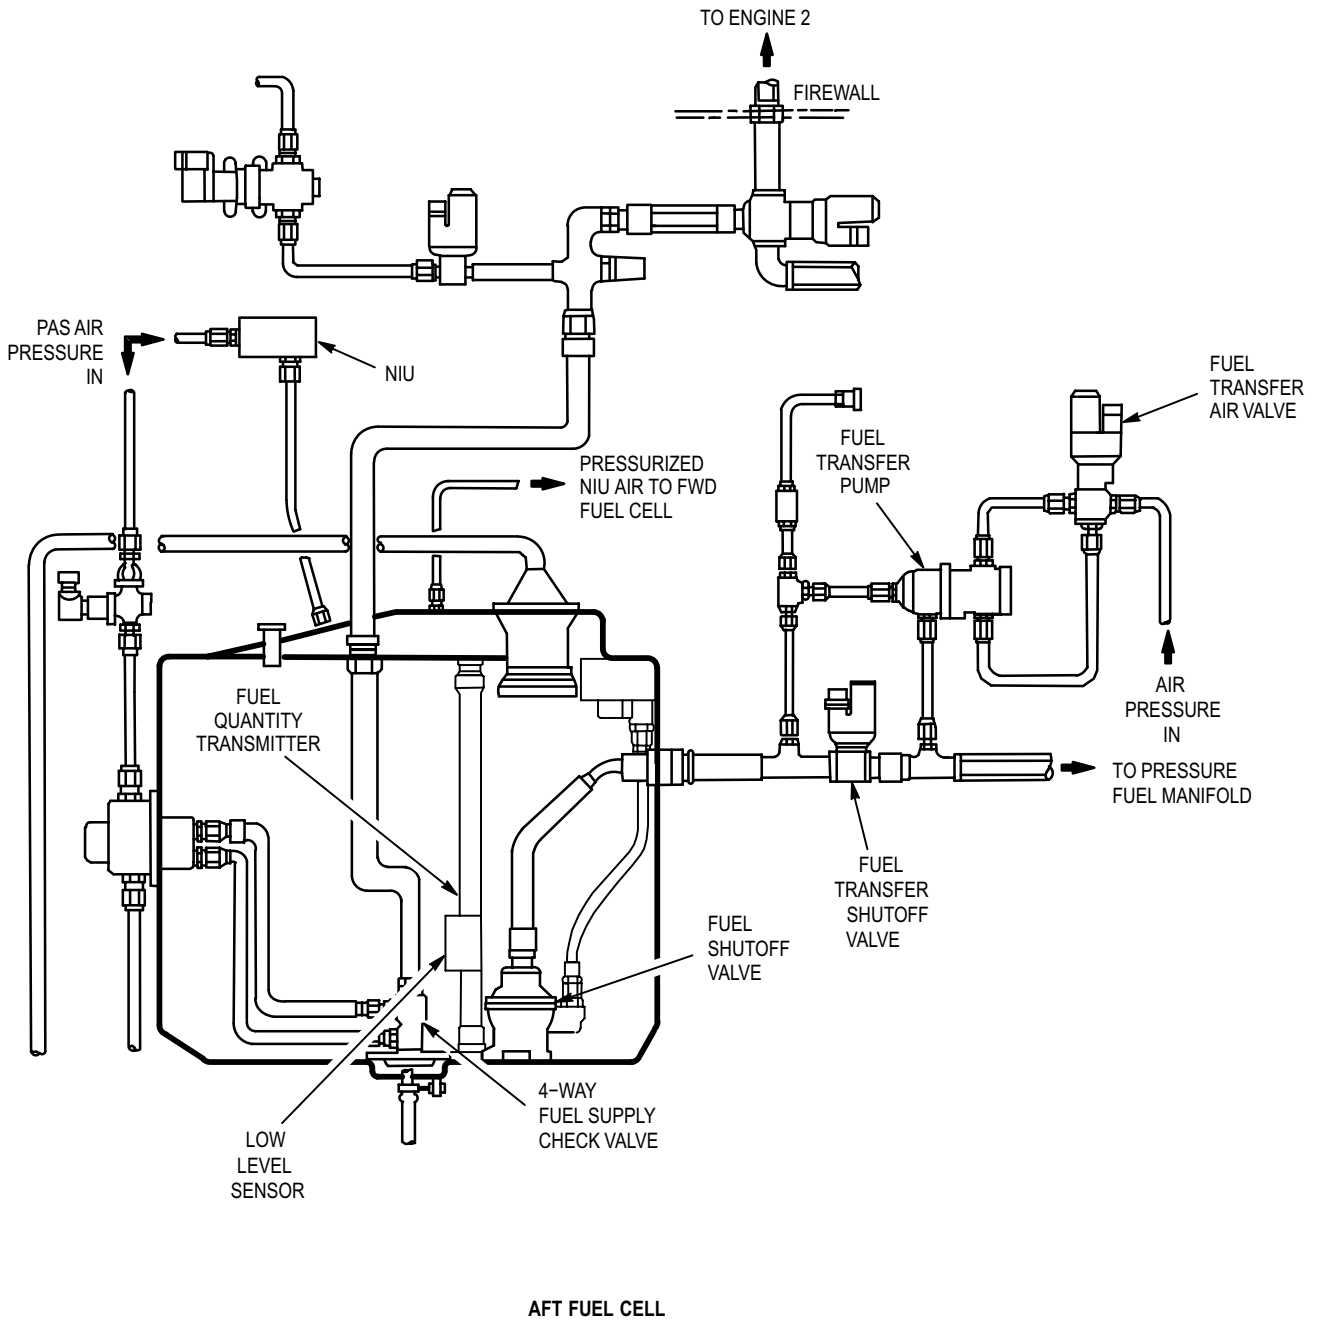 TO ENGINE 2
FIREWALL
PAS AIR
PRESSURE
IN
NIU
FUEL
TRANSFER
AIR VALVE
FUEL
TRANSFER
PUMP
PRESSURIZED
NIU AIR TO FWD
FUEL CELL
FUEL
QUANTITY
TRANSMITTER
AIR
PRESSURE
IN
TO PRESSURE
FUEL MANIFOLD
FUEL
TRANSFER
SHUTOFF
VALVE
FUEL
SHUTOFF
VALVE
4−WAY
FUEL SUPPLY
CHECK VALVE
LOW
LEVEL
SENSOR
AFT FUEL CELL